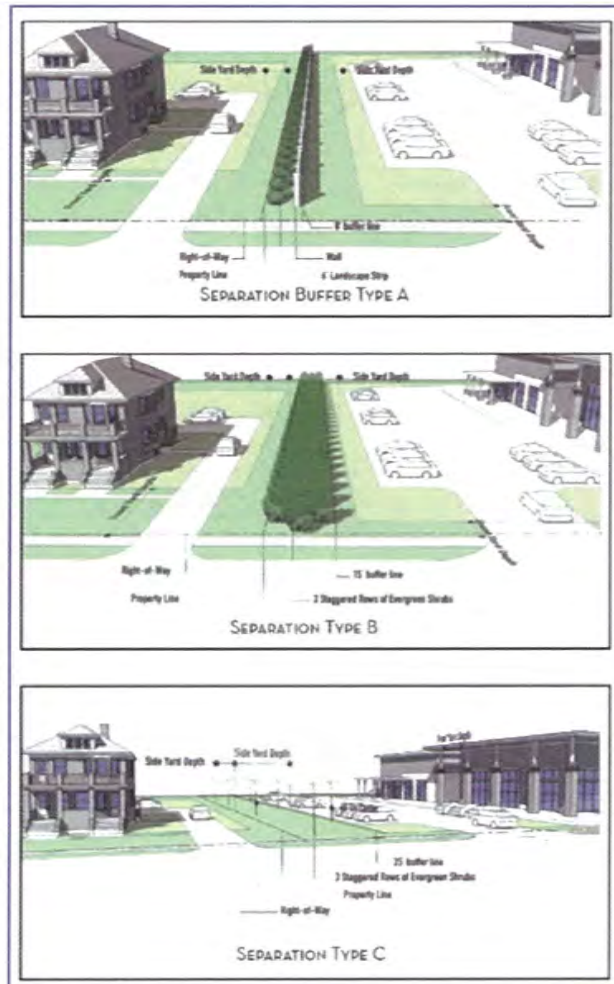 Side Yard Depth
Side Yard Depth
8' buffer line
Right-of-Way
Wall
Property Line
6' Landscape Strip
SEPARATION BUFFER TYPE A
Side Yard Depth
Side Yard Depth
Right-of-Way
15' buffer line
Property Line
3 Staggered Rows of Evergreen Shrubs
SEPARATION TYPE B
Side Yard Depth
Side Yard Depth
25' buffer line
3 Staggered Rows of Evergreen Shrubs
Property Line
Right-of-Way
SEPARATION TYPE C